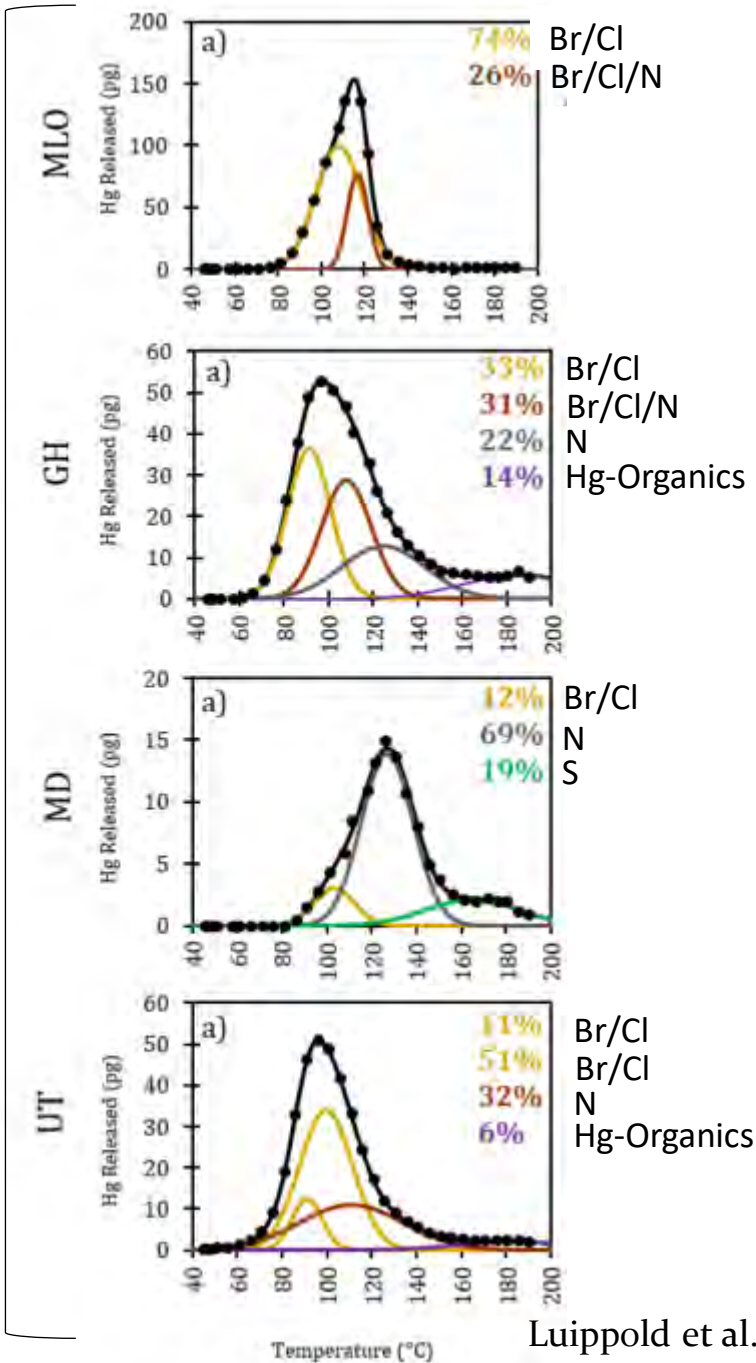 MLO
Hg Released (pg)
200
150
100
50
0
a)
74% Br/Cl
26% Br/Cl/N
40 60 80 100 120 140 160 180 200
GH
Hg Released (pg)
60
50
40
30
20
10
0
a)
33% Br/Cl
31% Br/Cl/N
22% N
14% Hg-Organics
40 60 80 100 120 140 160 180 200
MD
Hg Released (pg)
20
15
10
5
0
a)
12% Br/Cl
69% N
19% S
40 60 80 100 120 140 160 180 200
UT
Hg Released (pg)
60
50
40
30
20
10
0
a)
11% Br/Cl
51% Br/Cl
32% N
6% Hg-Organics
40 60 80 100 120 140 160 180 200
Temperature (°C)
Luippold et al.